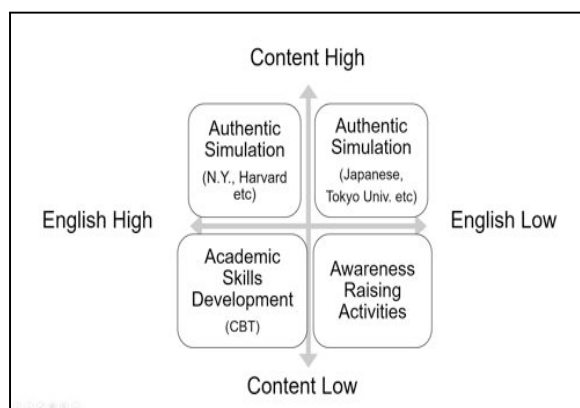 Content High
Authentic
Simulation
(N.Y., Harvard
etc)
Authentic
Simulation
(Japanese,
Tokyo Univ. etc)
English High
English Low
Academic
Skills
Development
(CBT)
Awareness
Raising
Activities
Content Low